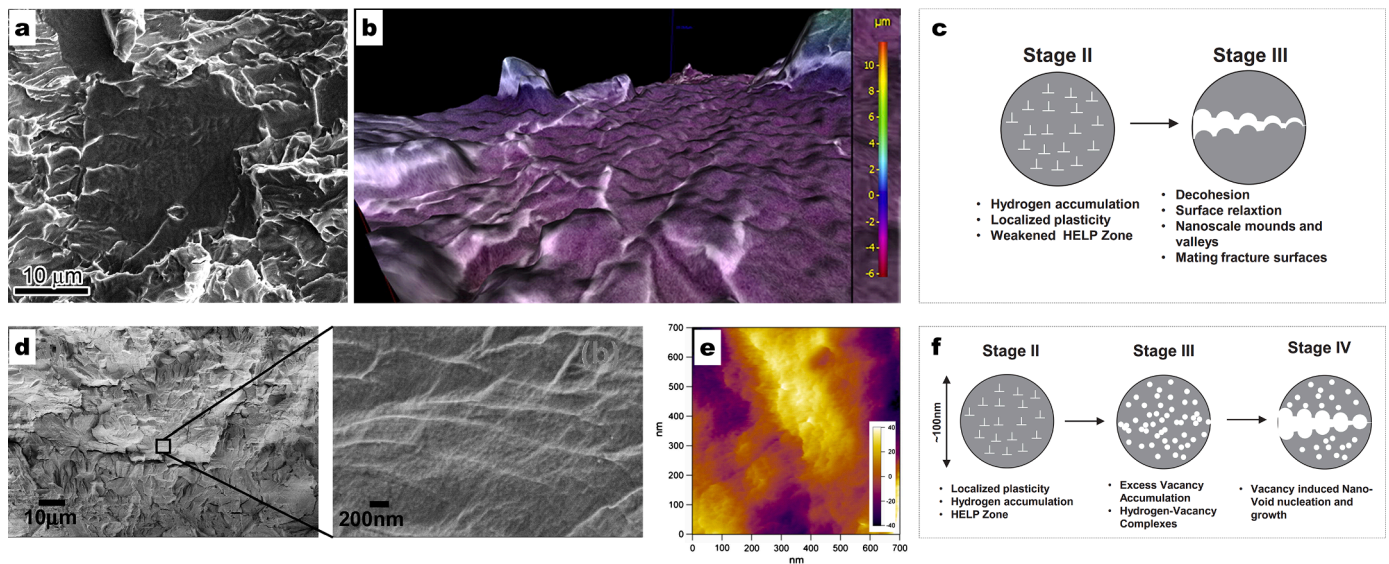 a
10 μm
b
μm
10
8
6
4
2
0
-2
-4
-6
c
Stage II
Stage III
• Hydrogen accumulation
• Localized plasticity
• Weakened HELP Zone
• Decohesion
• Surface relaxtion
• Nanoscale mounds and
valleys
• Mating fracture surfaces
d
10μm
(b)
200nm
e
700
600
500
400
300
200
100
0
nm
0 100 200 300 400 500 600 700
nm
40
20
0
-20
-40
f
Stage II
Stage III
Stage IV
~100nm
• Localized plasticity
• Hydrogen accumulation
• HELP Zone
• Excess Vacancy
Accumulation
• Hydrogen-Vacancy
Complexes
• Vacancy induced Nano-
Void nucleation and
growth